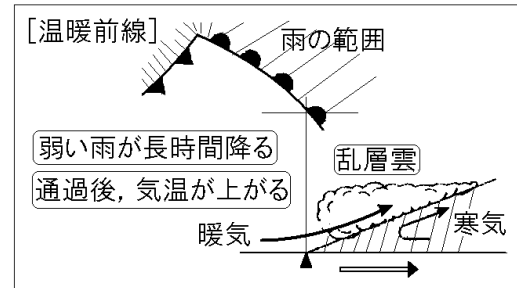 [温暖前線]
雨の範囲
弱い雨が長時間降る
通過後，気温が上がる
乱層雲
暖気
寒気